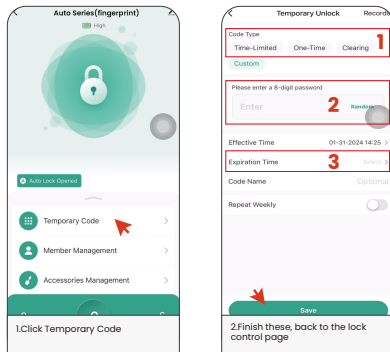 Auto Series(fingerprint)
High
Auto Lock Opened
Temporary Code
Member Management
Accessories Management
1.Click Temporary Code
Temporary Unlock
Records
Code Type
1
Time-Limited
One-Time
Clearing
Custom
Please enter a 8-digit password
Enter
2
Random
Effective Time
01-31-2024 14:25
Expiration Time
3
Select
Code Name
Optional
Repeat Weekly
Save
2.Finish these, back to the lock
control page